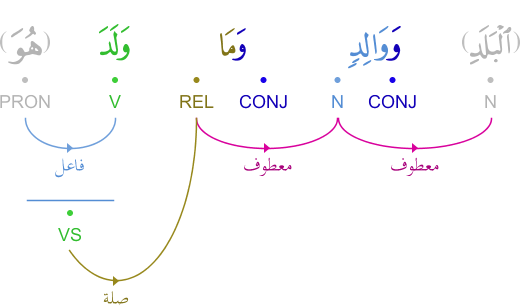 (ٱلْبَلَدِ) وَوَالِدٍۢ وَمَا وَلَدَ (هُوَ)
N CONJ N CONJ REL V PRON
معطوف معطوف فاعل
VS
صلة